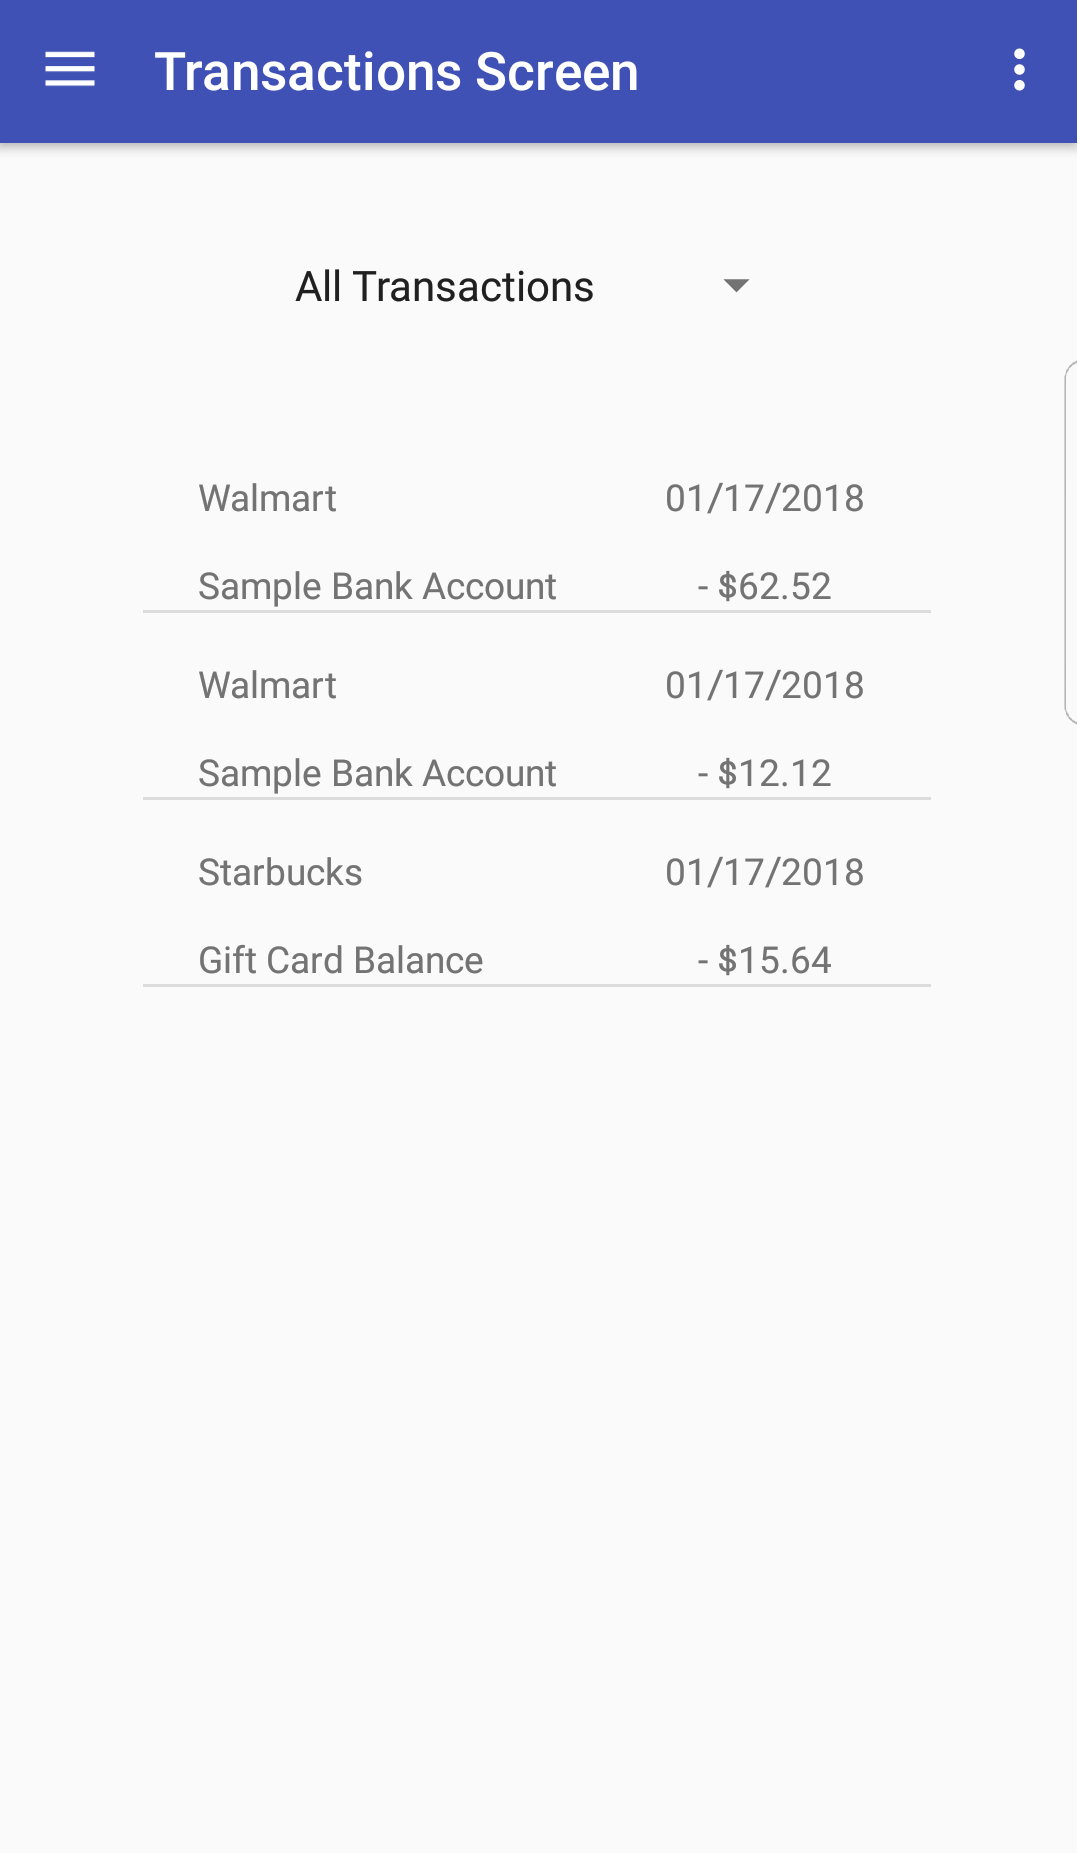 Transactions Screen
All Transactions
Walmart 01/17/2018
Sample Bank Account - $62.52
Walmart 01/17/2018
Sample Bank Account - $12.12
Starbucks 01/17/2018
Gift Card Balance - $15.64